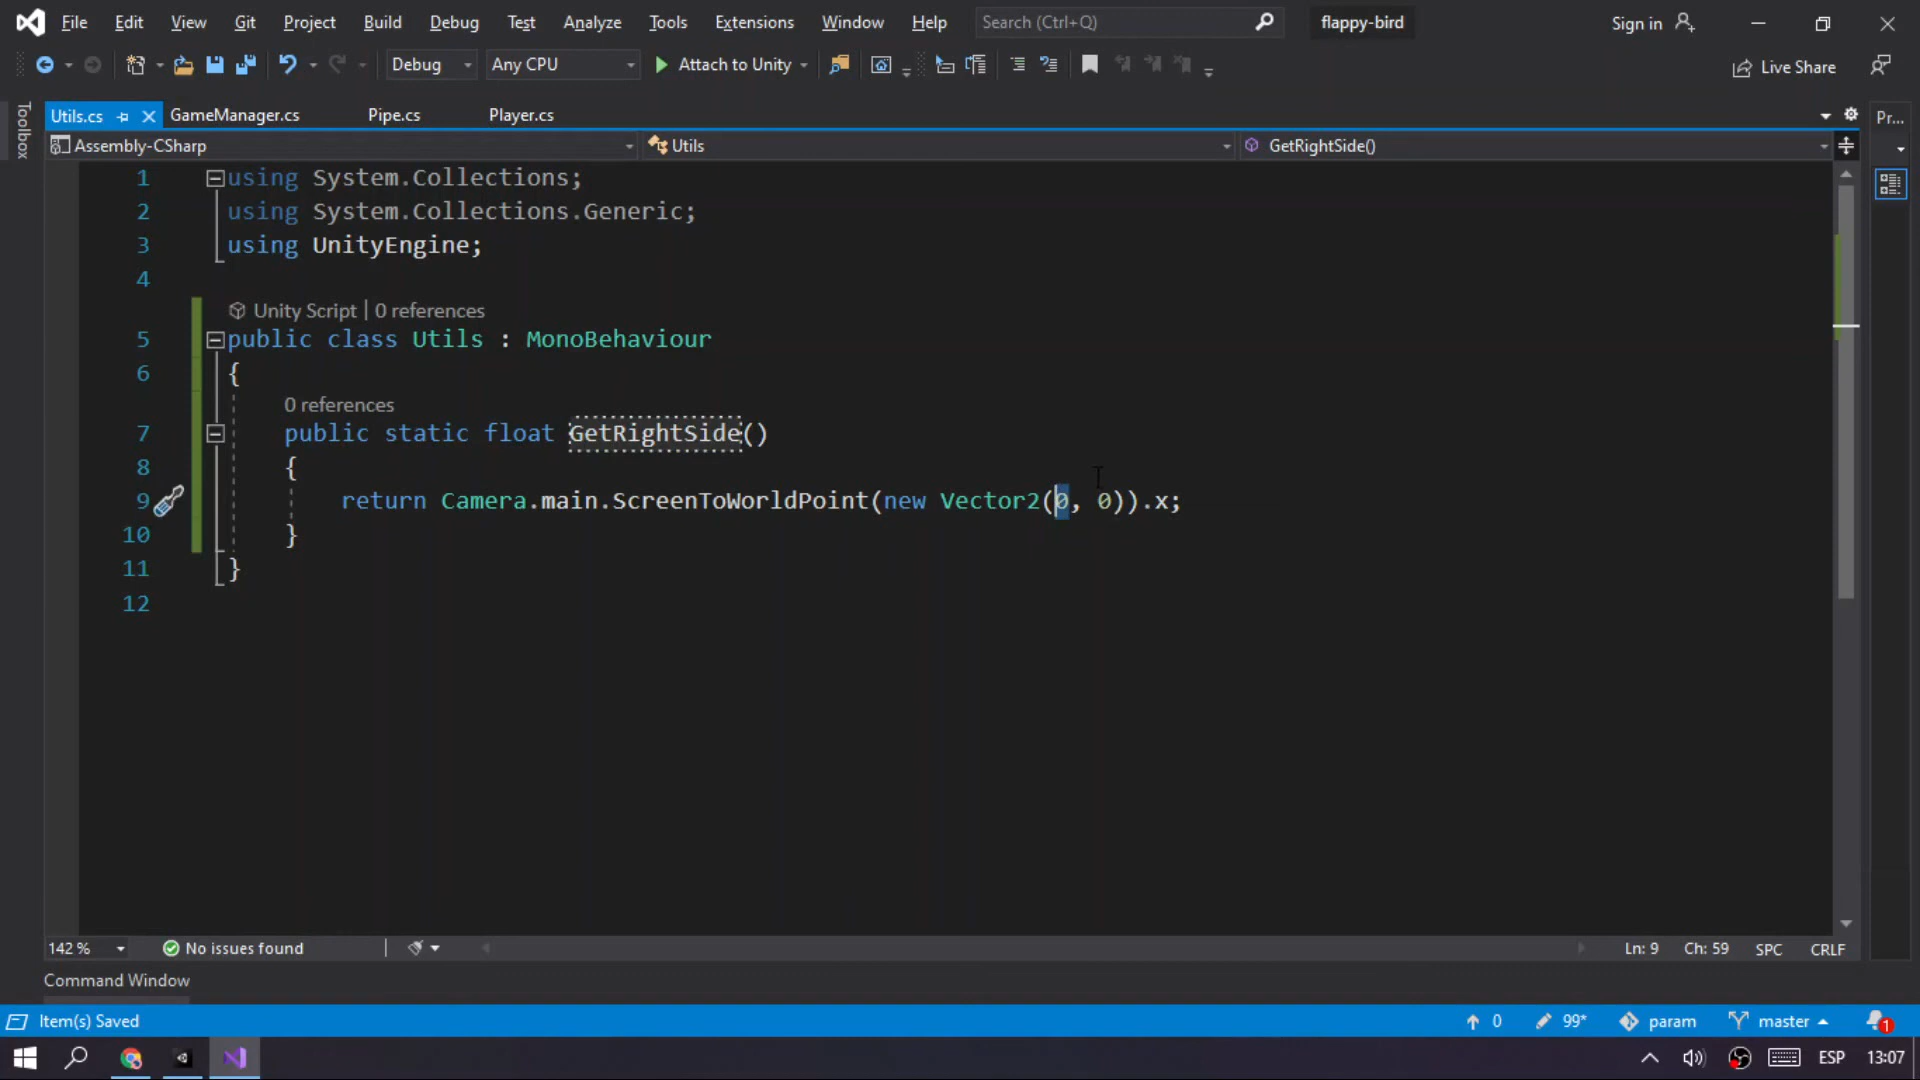 File Edit View Git Project Build Debug Test Analyze Tools Extensions Window Help Search (Ctrl+Q) flappy-bird Sign in
Debug Any CPU Attach to Unity Live Share
Toolbox
Utils.cs GameManager.cs Pipe.cs Player.cs Pr...
Assembly-CSharp Utils GetRightSide()
1 using System.Collections;
2 using System.Collections.Generic;
3 using UnityEngine;
4
Unity Script | 0 references
5 public class Utils : MonoBehaviour
6 {
0 references
7 public static float GetRightSide()
8 {
9 return Camera.main.ScreenToWorldPoint(new Vector2(0, 0)).x;
10 }
11 }
12
142 % No issues found Ln: 9 Ch: 59 SPC CRLF
Command Window
Item(s) Saved 0 99* param master 1
ESP 13:07